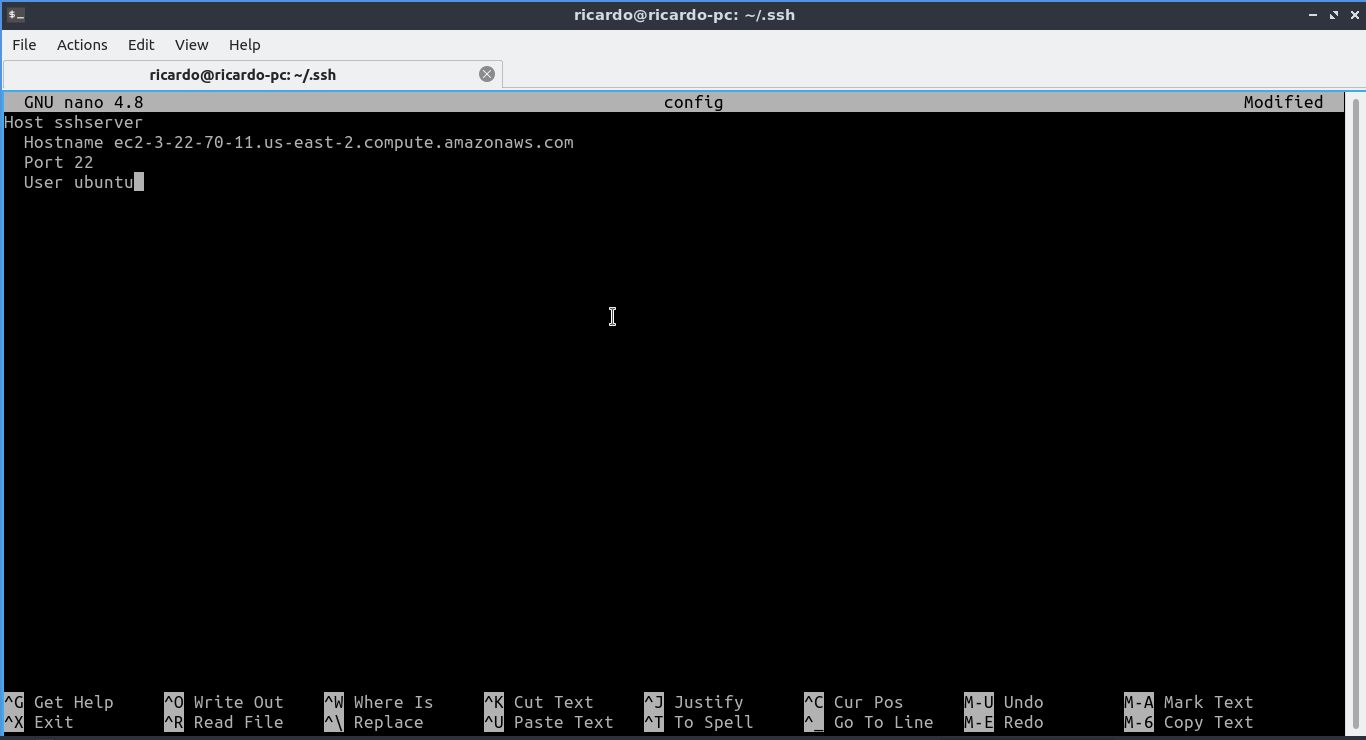 ricardo@ricardo-pc: ~/.ssh
File Actions Edit View Help
ricardo@ricardo-pc: ~/.ssh
GNU nano 4.8 config Modified
Host sshserver
  Hostname ec2-3-22-70-11.us-east-2.compute.amazonaws.com
  Port 22
  User ubuntu
^G Get Help ^O Write Out ^W Where Is ^K Cut Text ^J Justify ^C Cur Pos M-U Undo M-A Mark Text
^X Exit ^R Read File ^\ Replace ^U Paste Text ^T To Spell ^_ Go To Line M-E Redo M-6 Copy Text